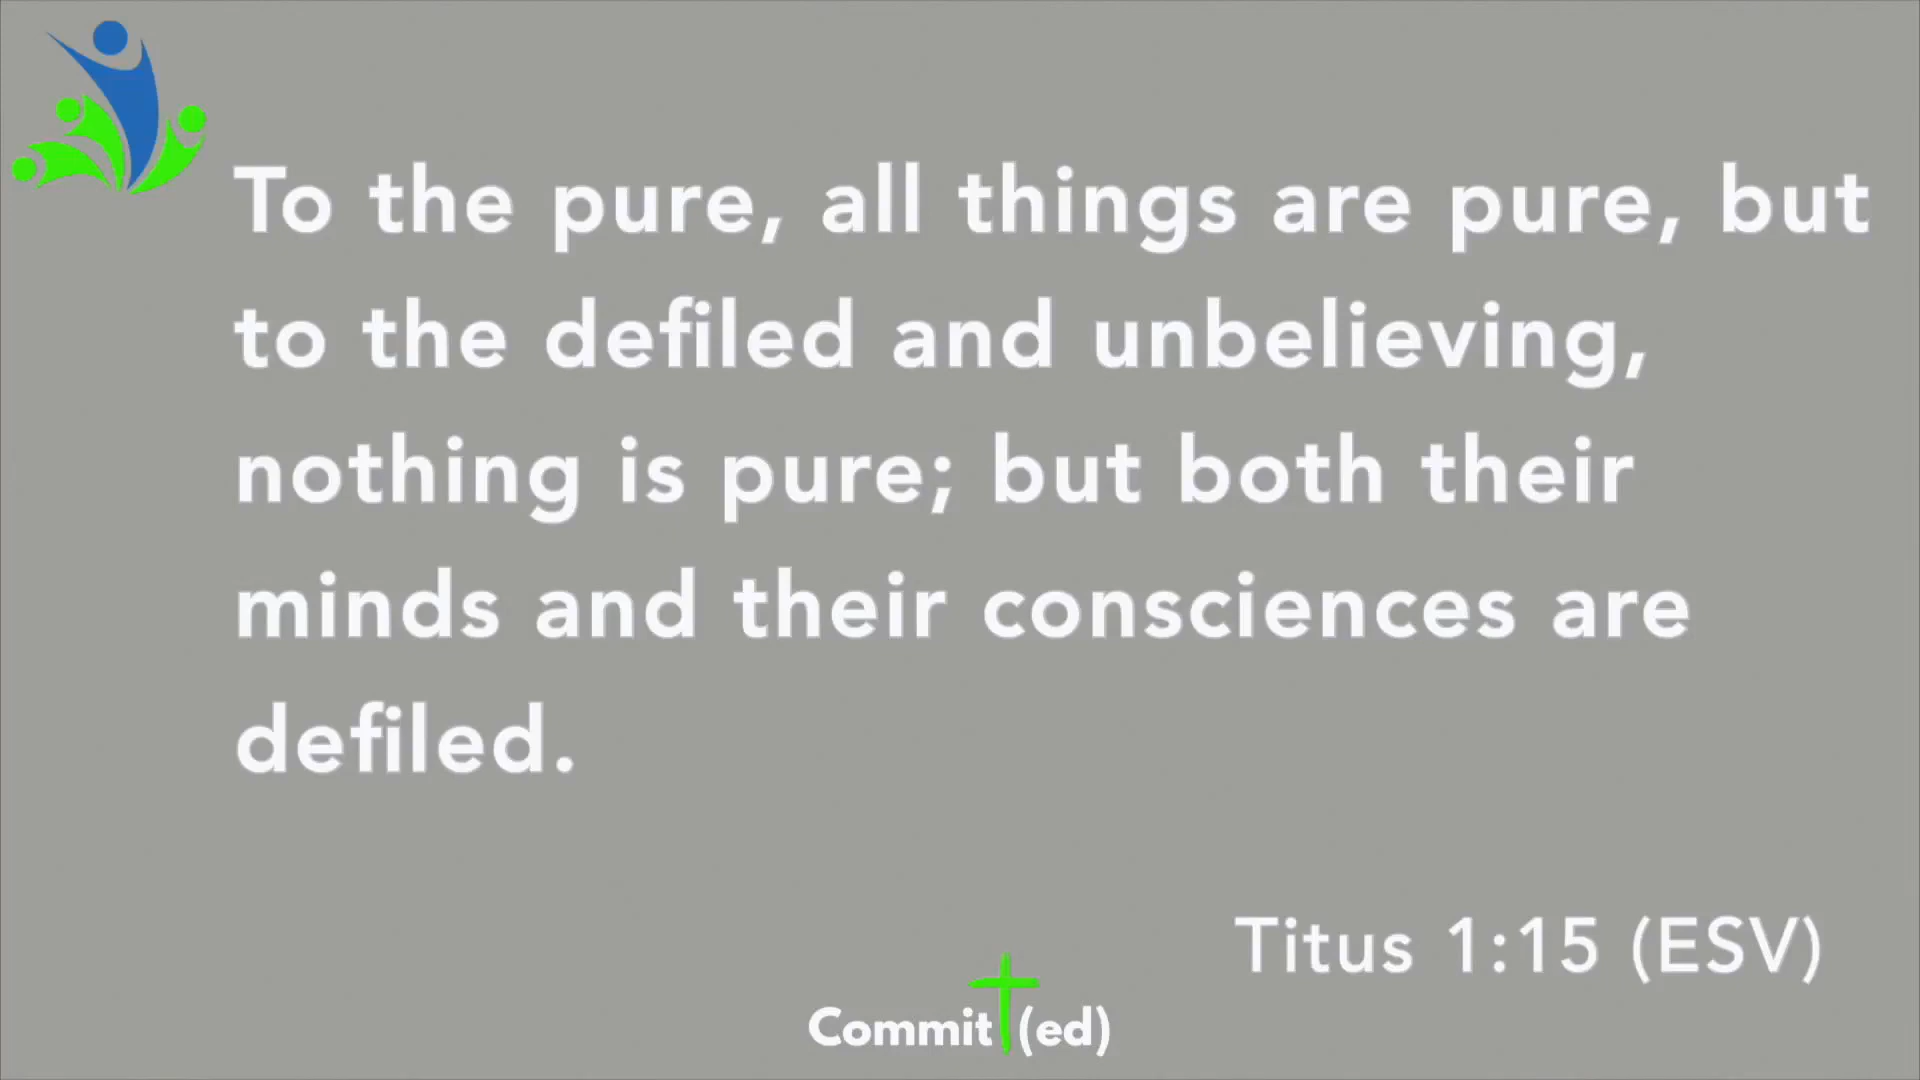 To the pure, all things are pure, but
to the defiled and unbelieving,
nothing is pure; but both their
minds and their consciences are
defiled.
Titus 1:15 (ESV)
Commit†(ed)